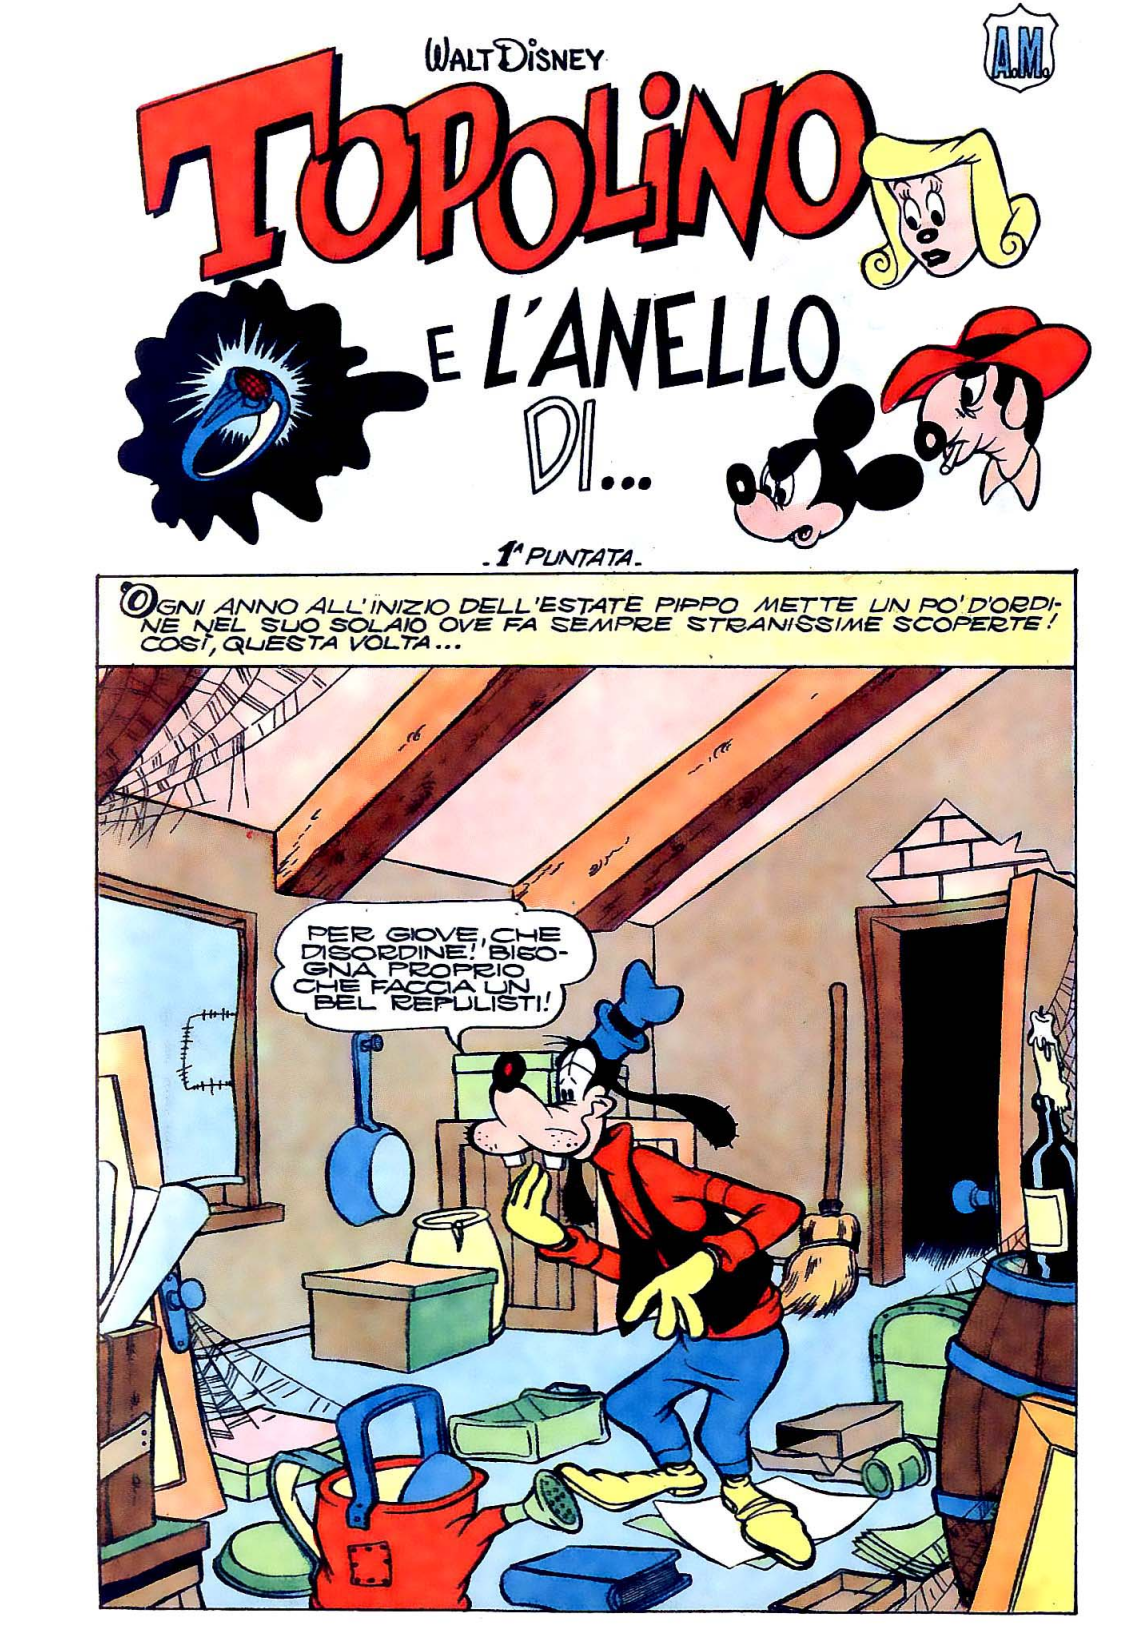 WALT DISNEY
A.M.
TOPOLINO
E L'ANELLO
DI...
-1ᴬ PUNTATA.
OGNI ANNO ALL'INIZIO DELL'ESTATE PIPPO METTE UN PO' D'ORDI-
NE NEL SUO SOLAIO OVE FA SEMPRE STRANISSIME SCOPERTE!
COSÌ, QUESTA VOLTA...
PER GIOVE, CHE
DISORDINE! BISO-
GNA PROPRIO
CHE FACCIA UN
BEL REPULISTI!